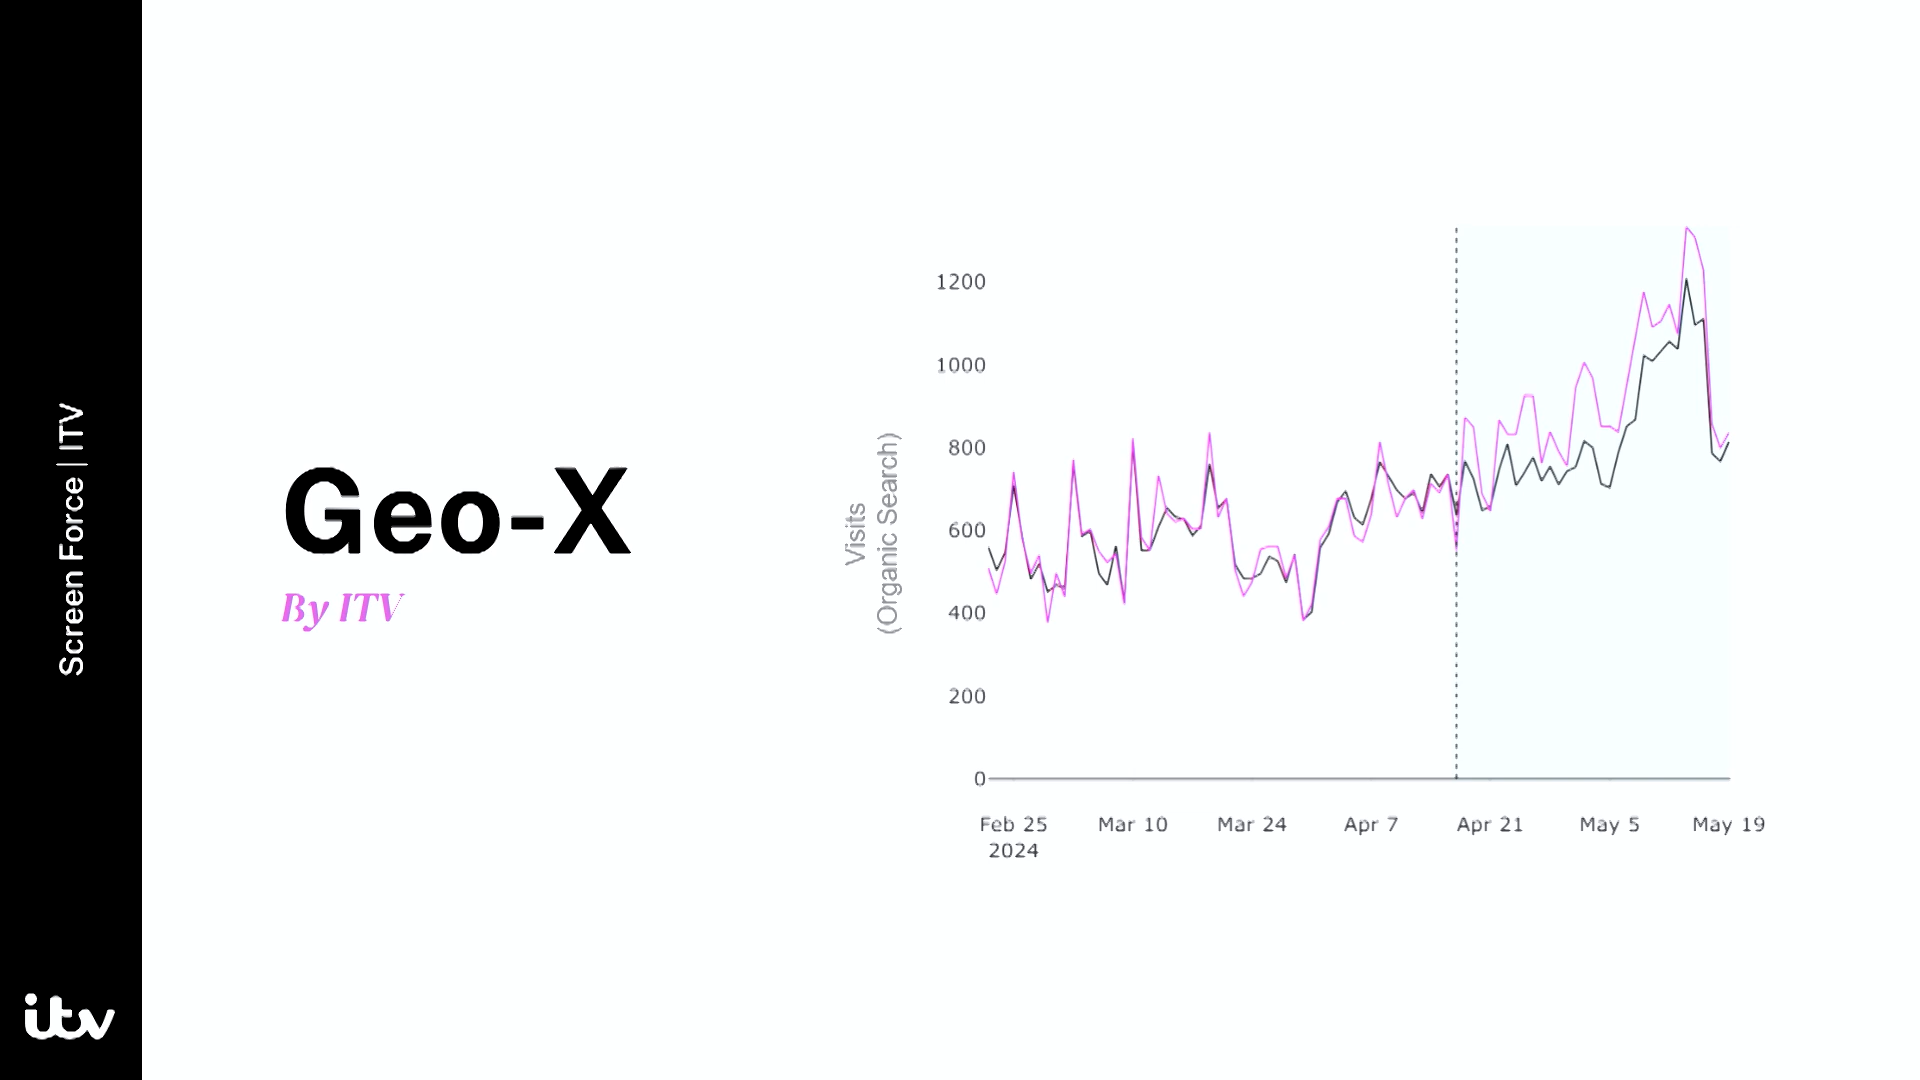 Screen Force | ITV
itv
Geo-X
By ITV
Visits
(Organic Search)
1200
1000
800
600
400
200
0
Feb 25 Mar 10 Mar 24 Apr 7 Apr 21 May 5 May 19
2024